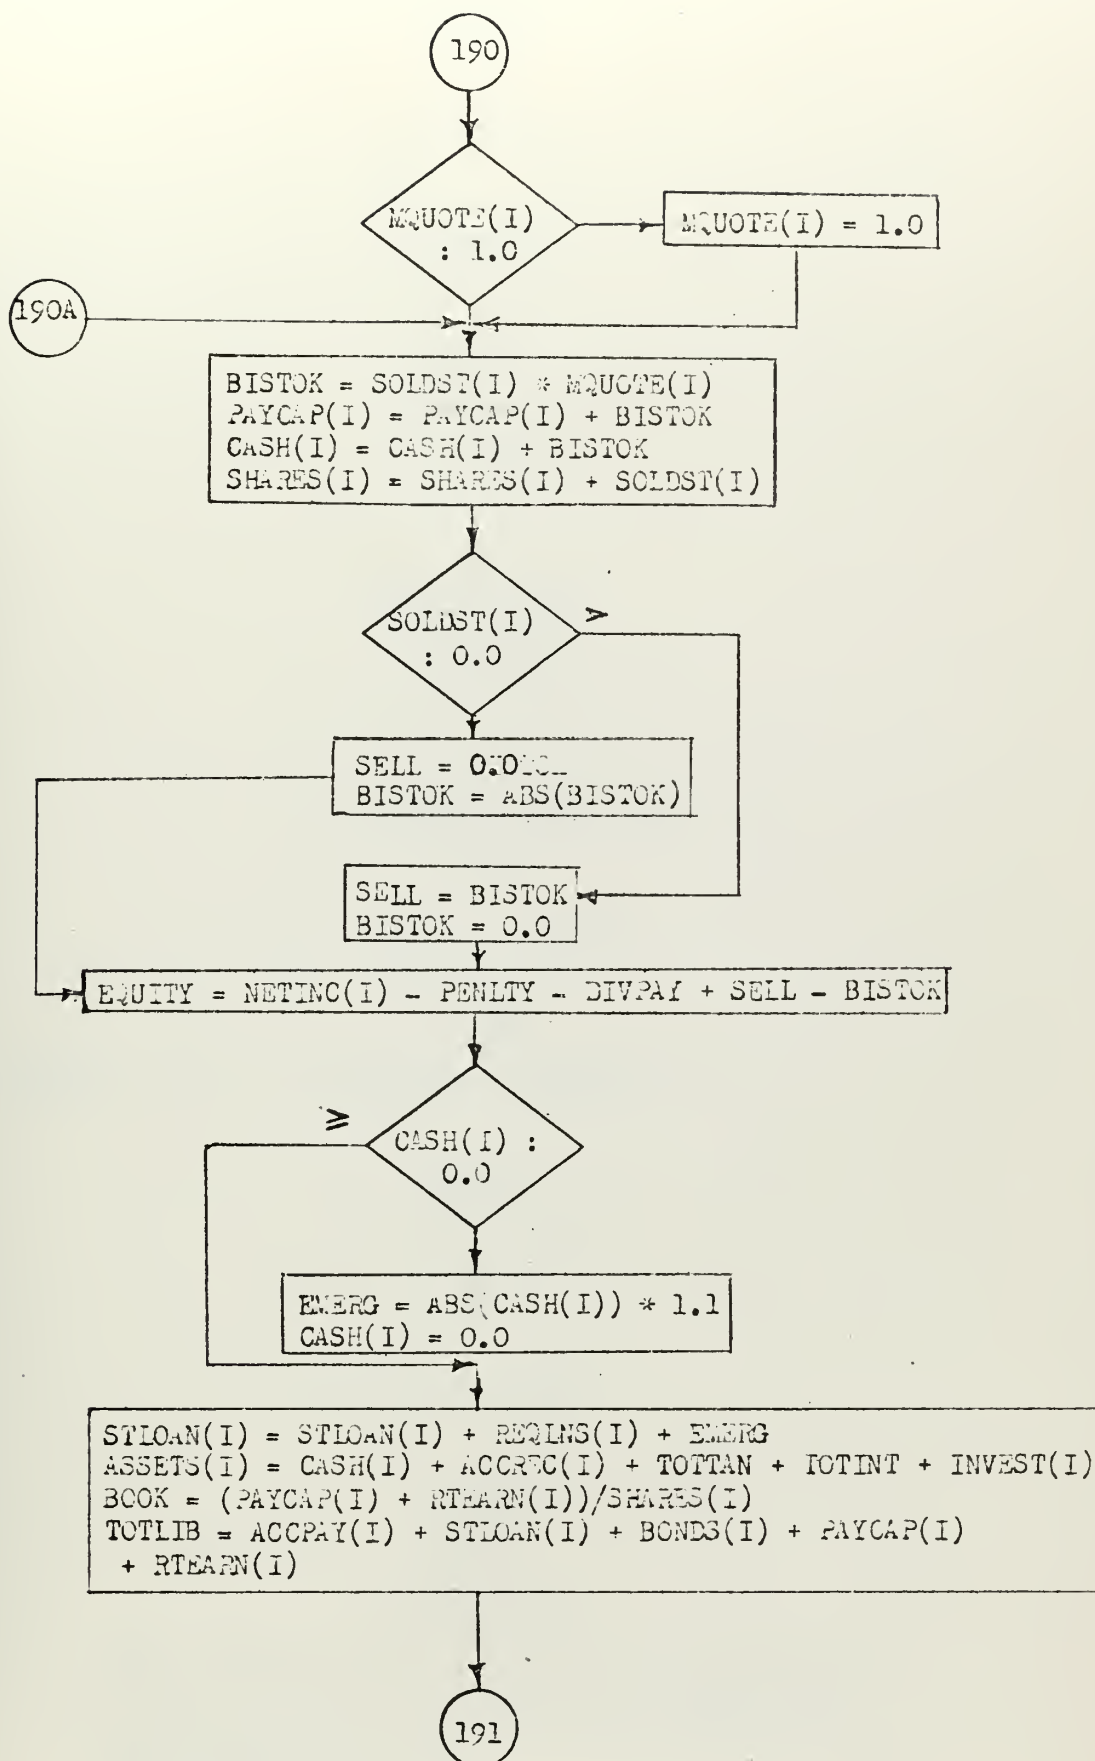 190
MQUOTE(I)
: 1.0
MQUOTE(I) = 1.0
190A
BISTOK = SOLDST(I) * MQUOTE(I)
PAYCAP(I) = PAYCAP(I) + BISTOK
CASH(I) = CASH(I) + BISTOK
SHARES(I) = SHARES(I) + SOLDST(I)
SOLDST(I)
: 0.0
>
SELL = 0.0
BISTOK = ABS(BISTOK)
SELL = BISTOK
BISTOK = 0.0
EQUITY = NETINC(I) - PENLTY - DIVPAY + SELL - BISTOK
≥
CASH(I) :
0.0
EMERG = ABS(CASH(I)) * 1.1
CASH(I) = 0.0
STLOAN(I) = STLOAN(I) + REQLNS(I) + EMERG
ASSETS(I) = CASH(I) + ACCREC(I) + TOTTAN + TOTINT + INVEST(I)
BOOK = (PAYCAP(I) + RTEARN(I))/SHARES(I)
TOTLIB = ACCPAY(I) + STLOAN(I) + BONDS(I) + PAYCAP(I)
+ RTEARN(I)
191